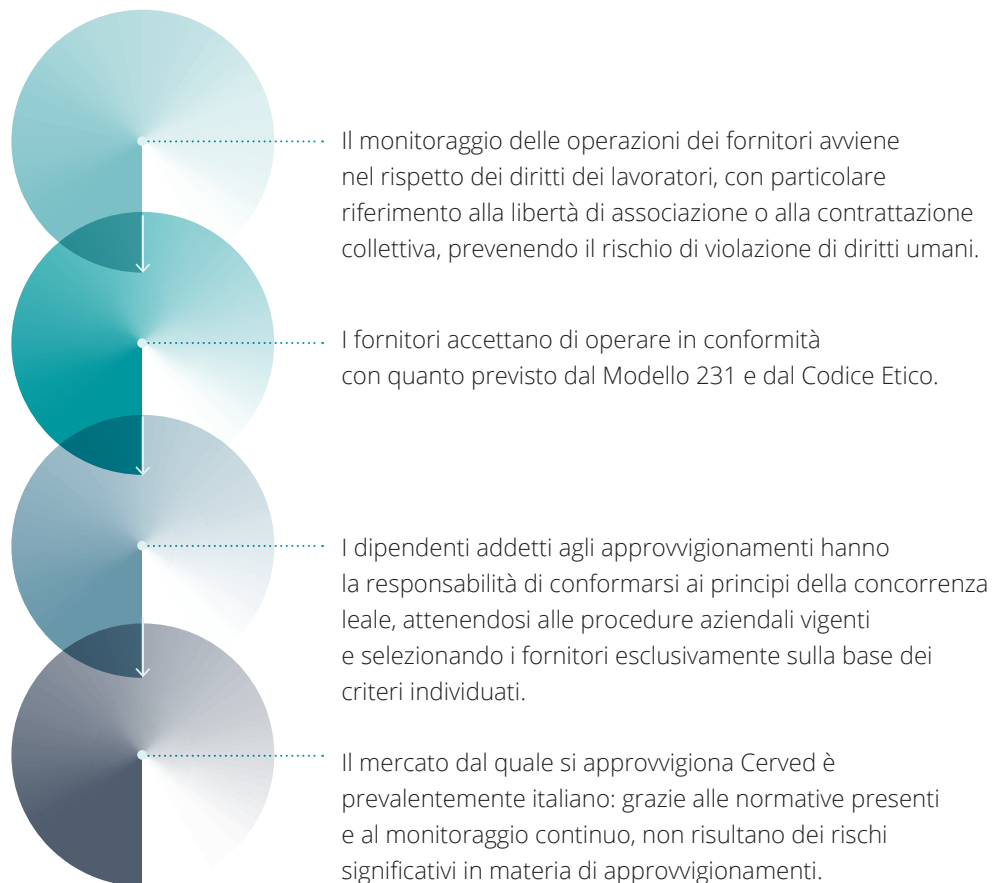 Il monitoraggio delle operazioni dei fornitori avviene
nel rispetto dei diritti dei lavoratori, con particolare
riferimento alla libertà di associazione o alla contrattazione
collettiva, prevenendo il rischio di violazione di diritti umani.
I fornitori accettano di operare in conformità
con quanto previsto dal Modello 231 e dal Codice Etico.
I dipendenti addetti agli approvvigionamenti hanno
la responsabilità di conformarsi ai principi della concorrenza
leale, attenendosi alle procedure aziendali vigenti
e selezionando i fornitori esclusivamente sulla base dei
criteri individuati.
Il mercato dal quale si approvvigiona Cerved è
prevalentemente italiano: grazie alle normative presenti
e al monitoraggio continuo, non risultano dei rischi
significativi in materia di approvvigionamenti.